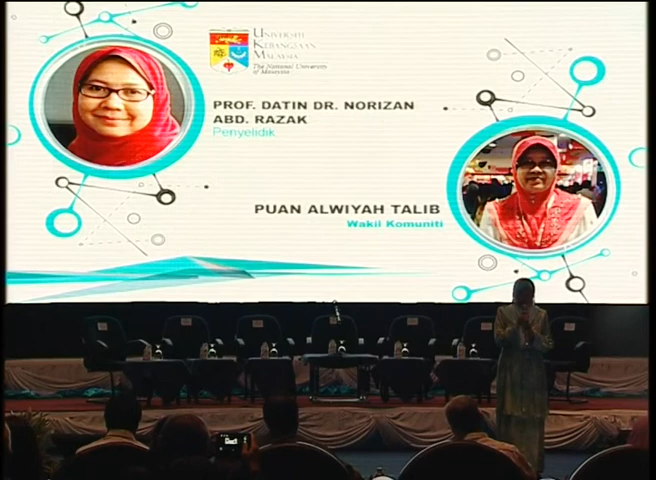 UNIVERSITI
KEBANGSAAN
MALAYSIA
The National University
of Malaysia
PROF. DATIN DR. NORIZAN
ABD. RAZAK
Penyelidik
PUAN ALWIYAH TALIB
Wakil Komuniti